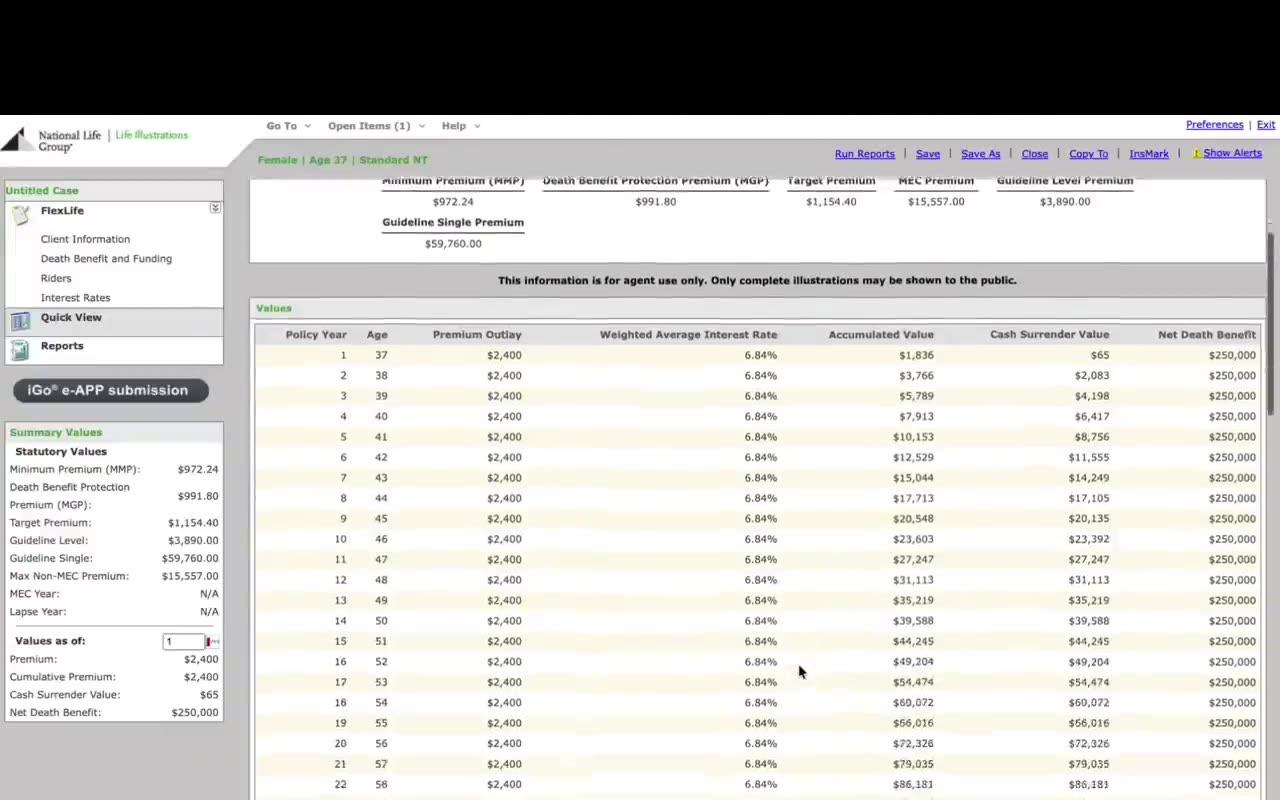 National Life Group® | Life Illustrations
Go To Open Items (1) Help
Preferences | Exit
Female | Age 37 | Standard NT
Run Reports | Save | Save As | Close | Copy To | InsMark | Show Alerts
Untitled Case
FlexLife
Client Information
Death Benefit and Funding
Riders
Interest Rates
Quick View
Reports
iGo® e-APP submission
Summary Values
Statutory Values
Minimum Premium (MMP): $972.24
Death Benefit Protection Premium (MGP): $991.80
Target Premium: $1,154.40
Guideline Level: $3,890.00
Guideline Single: $59,760.00
Max Non-MEC Premium: $15,557.00
MEC Year: N/A
Lapse Year: N/A
Values as of: 1
Premium: $2,400
Cumulative Premium: $2,400
Cash Surrender Value: $65
Net Death Benefit: $250,000
Minimum Premium (MMP) Death Benefit Protection Premium (MGP) Target Premium MEC Premium Guideline Level Premium
$972.24 $991.80 $1,154.40 $15,557.00 $3,890.00
Guideline Single Premium
$59,760.00
This information is for agent use only. Only complete illustrations may be shown to the public.
Values
Policy Year Age Premium Outlay Weighted Average Interest Rate Accumulated Value Cash Surrender Value Net Death Benefit
1 37 $2,400 6.84% $1,836 $65 $250,000
2 38 $2,400 6.84% $3,766 $2,083 $250,000
3 39 $2,400 6.84% $5,789 $4,198 $250,000
4 40 $2,400 6.84% $7,913 $6,417 $250,000
5 41 $2,400 6.84% $10,153 $8,756 $250,000
6 42 $2,400 6.84% $12,529 $11,555 $250,000
7 43 $2,400 6.84% $15,044 $14,249 $250,000
8 44 $2,400 6.84% $17,713 $17,105 $250,000
9 45 $2,400 6.84% $20,548 $20,135 $250,000
10 46 $2,400 6.84% $23,603 $23,392 $250,000
11 47 $2,400 6.84% $27,247 $27,247 $250,000
12 48 $2,400 6.84% $31,113 $31,113 $250,000
13 49 $2,400 6.84% $35,219 $35,219 $250,000
14 50 $2,400 6.84% $39,588 $39,588 $250,000
15 51 $2,400 6.84% $44,245 $44,245 $250,000
16 52 $2,400 6.84% $49,204 $49,204 $250,000
17 53 $2,400 6.84% $54,474 $54,474 $250,000
18 54 $2,400 6.84% $60,072 $60,072 $250,000
19 55 $2,400 6.84% $66,016 $66,016 $250,000
20 56 $2,400 6.84% $72,326 $72,326 $250,000
21 57 $2,400 6.84% $79,035 $79,035 $250,000
22 58 $2,400 6.84% $86,181 $86,181 $250,000